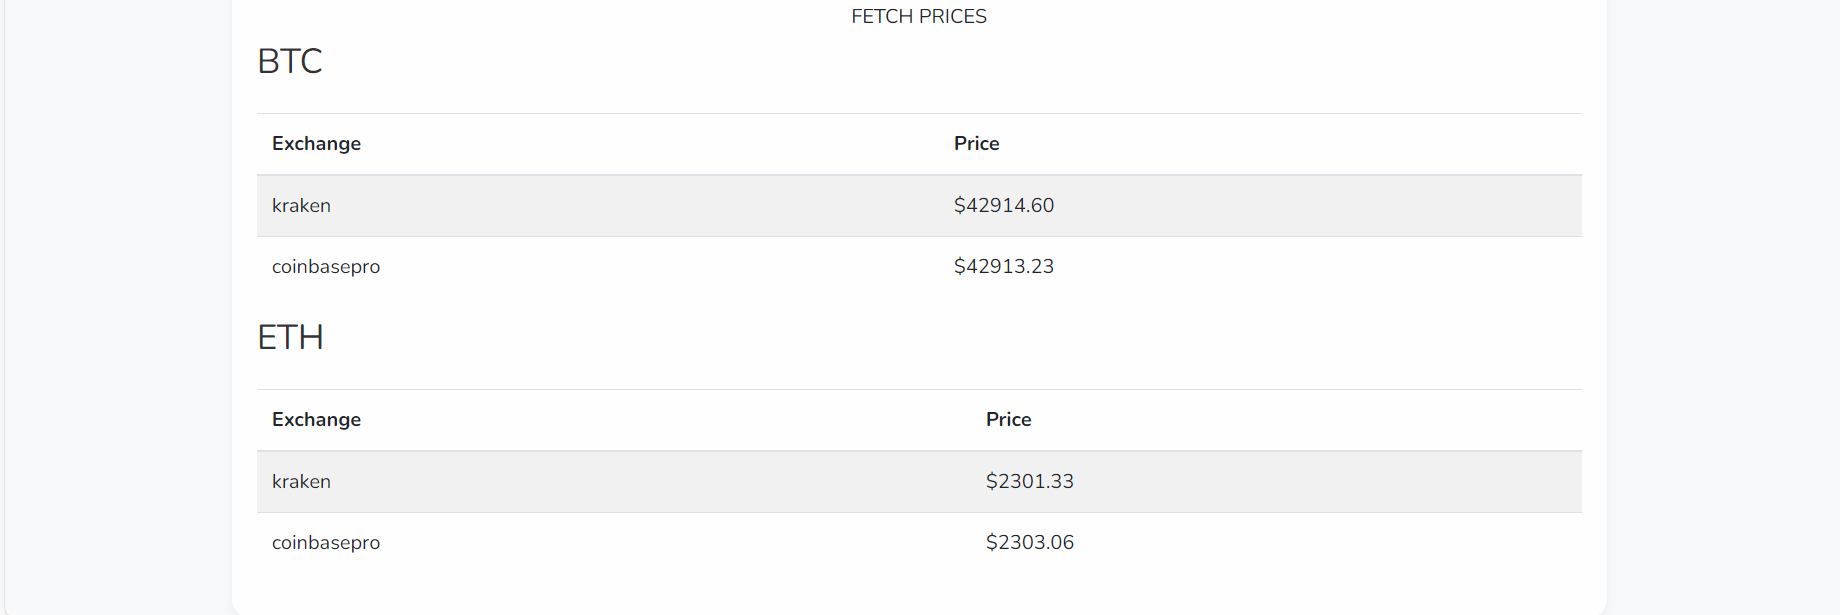 FETCH PRICES
BTC
Exchange Price
kraken $42914.60
coinbasepro $42913.23
ETH
Exchange Price
kraken $2301.33
coinbasepro $2303.06